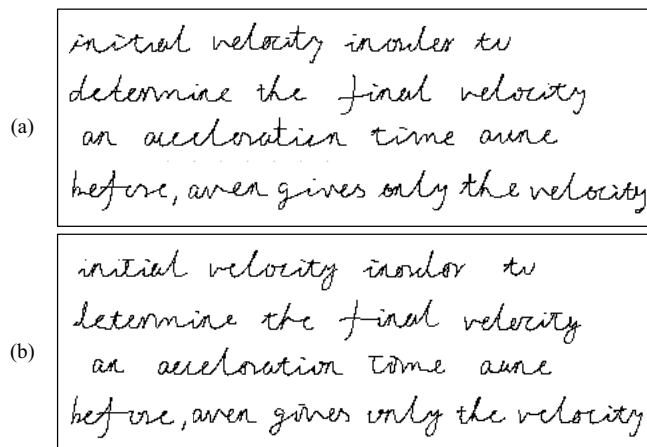 (a)
initial velocity inorder to
determine the final velocity
an acceleration time aune
before, aven gives only the velocity
(b)
initial velocity inordor to
determine the final velocity
an acceloration time aune
before, aven gives only the velocity